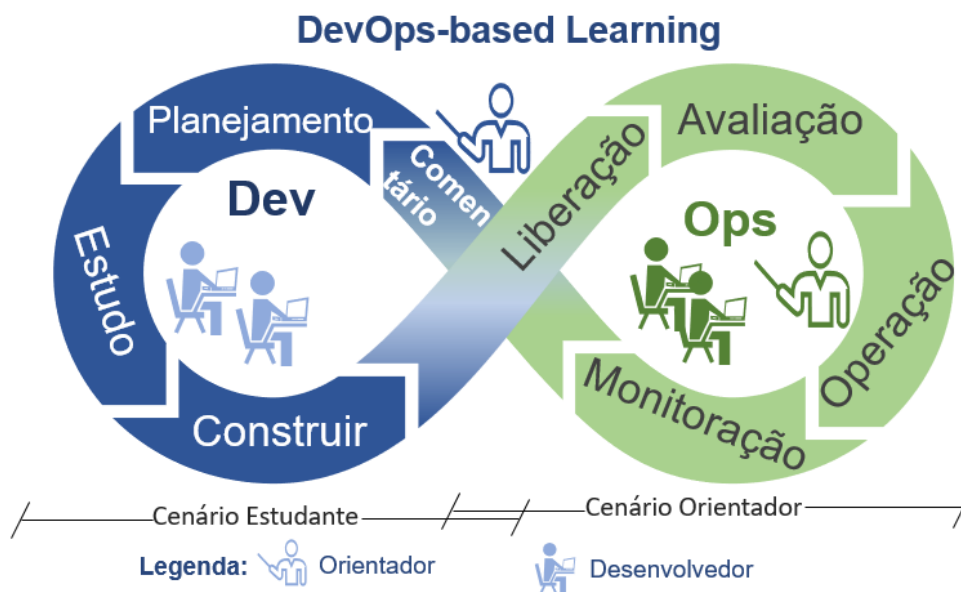 DevOps-based Learning
Planejamento
Comen
tário
Liberação
Avaliação
Dev
Ops
Estudo
Operação
Construir
Monitoração
Cenário Estudante
Cenário Orientador
Legenda:
Orientador
Desenvolvedor